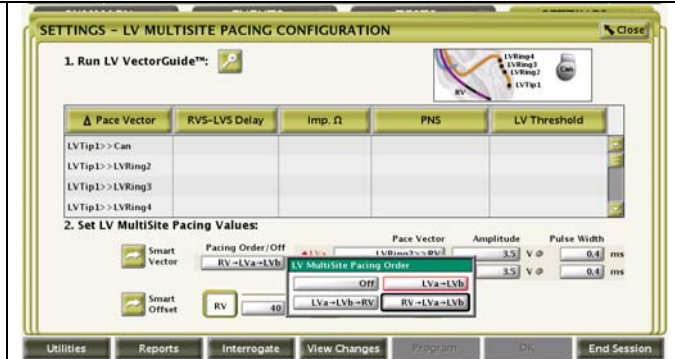 SETTINGS - LV MULTISITE PACING CONFIGURATION
Close
1. Run LV VectorGuide™:
LVRing4
LVRing3
LVRing2
LVTip1
RV
Can
Δ Pace Vector RVS-LVS Delay Imp. Ω PNS LV Threshold
LVTip1>>Can
LVTip1>>LVRing2
LVTip1>>LVRing3
LVTip1>>LVRing4
2. Set LV MultiSite Pacing Values:
Pace Vector Amplitude Pulse Width
Smart Vector
Pacing Order/Off
RV→LVa→LVb
3.5 V @ 0.4 ms
3.5 V @ 0.4 ms
LV MultiSite Pacing Order
Off LVa→LVb
LVa→LVb→RV RV→LVa→LVb
Smart Offset
RV 40
Utilities Reports Interrogate View Changes Program OK End Session